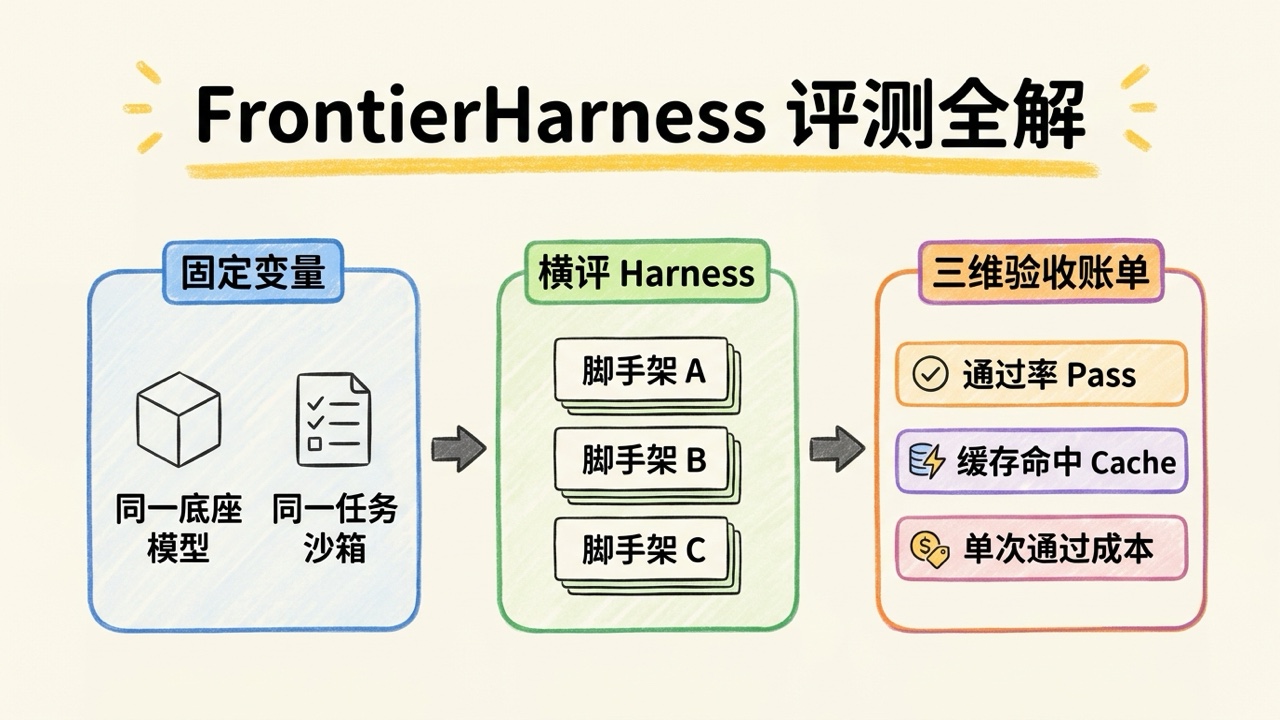 FrontierHarness 评测全解
固定变量
同一底座
模型
同一任务
沙箱
横评 Harness
脚手架 A
脚手架 B
脚手架 C
三维验收账单
通过率 Pass
缓存命中 Cache
单次通过成本